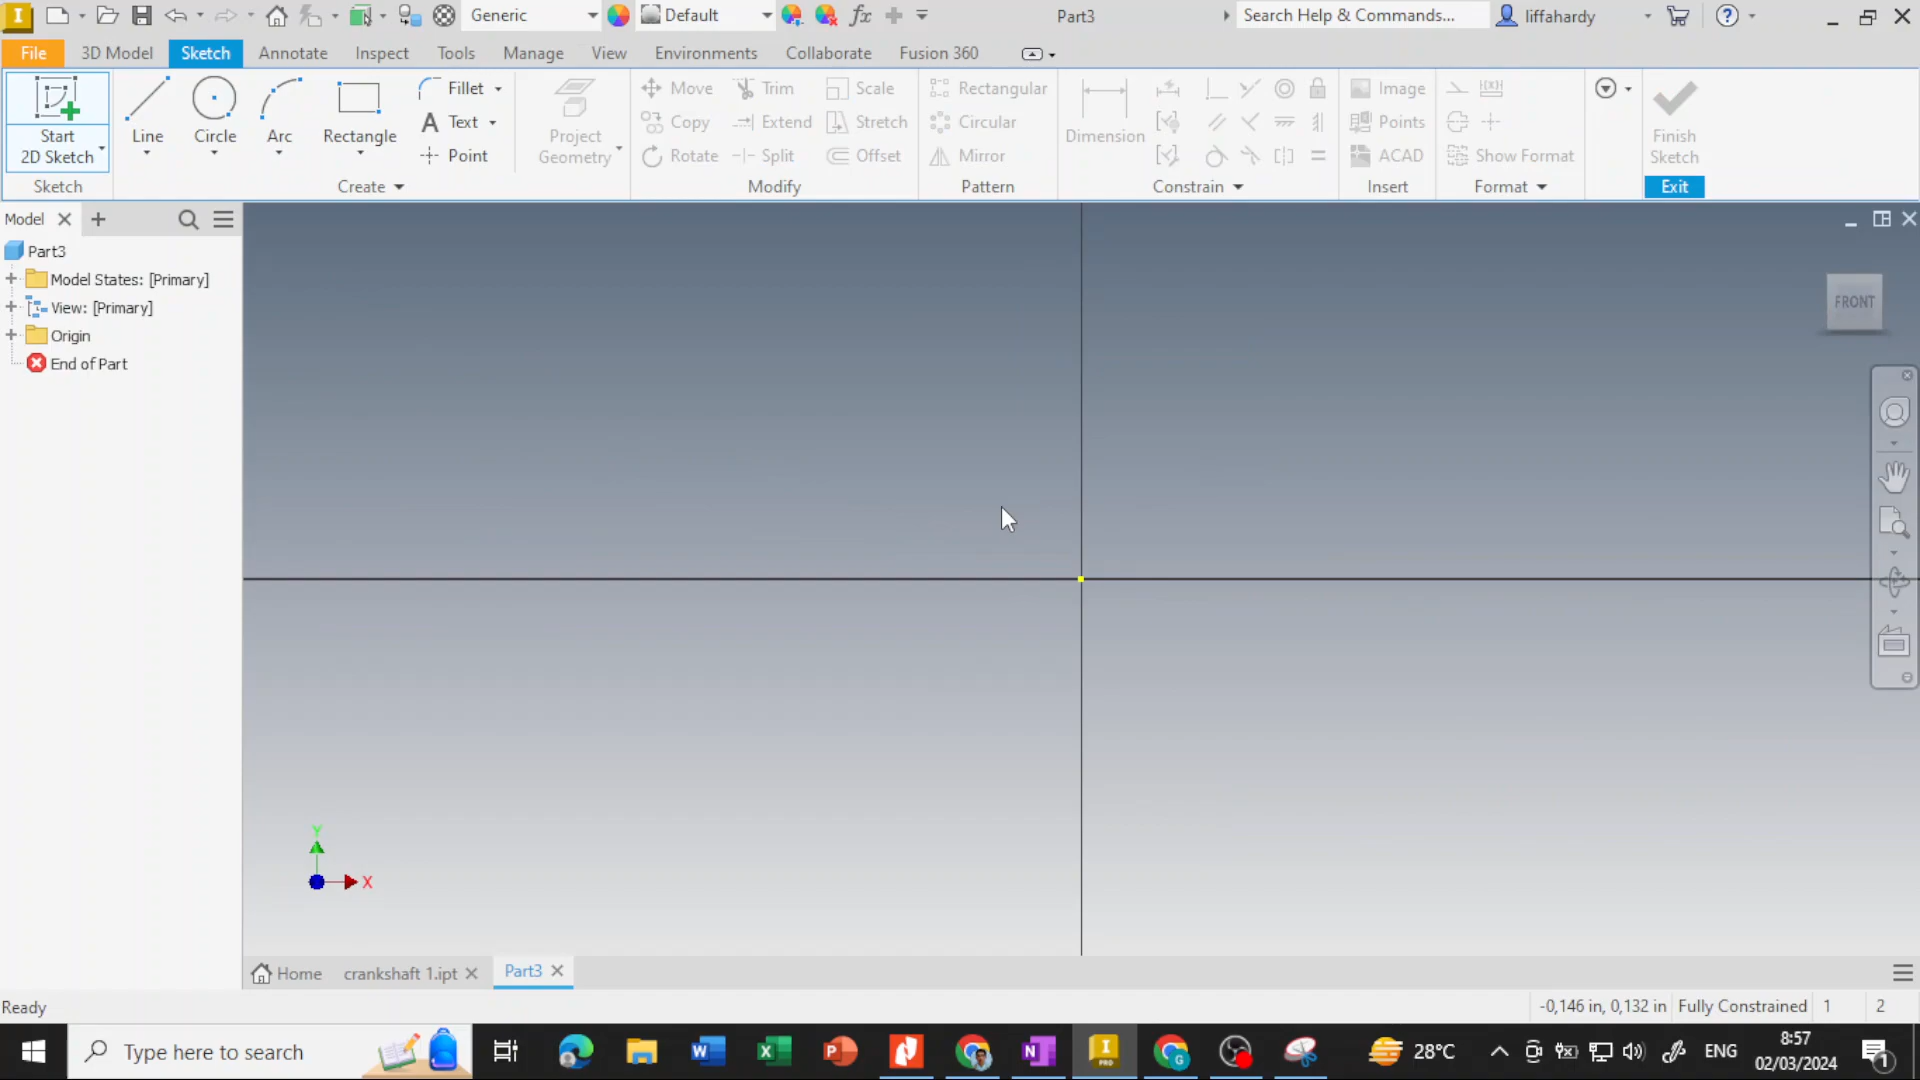 Generic
Default
fx
Part3
Search Help & Commands...
liffahardy
File
3D Model
Sketch
Annotate
Inspect
Tools
Manage
View
Environments
Collaborate
Fusion 360
Start
2D Sketch
Line
Circle
Arc
Rectangle
Fillet
Text
Point
Project
Geometry
Move
Copy
Rotate
Trim
Extend
Split
Scale
Stretch
Offset
Rectangular
Circular
Mirror
Dimension
Image
Points
ACAD
Show Format
Finish
Sketch
Sketch
Create
Modify
Pattern
Constrain
Insert
Format
Exit
Model
Part3
Model States: [Primary]
View: [Primary]
Origin
End of Part
FRONT
Y
X
Home
crankshaft 1.ipt
Part3
Ready
-0,146 in, 0,132 in
Fully Constrained
1
2
Type here to search
28°C
ENG
8:57
02/03/2024
1